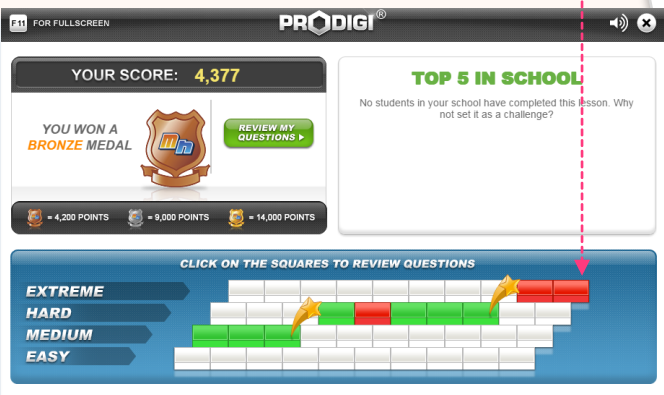 F11 FOR FULLSCREEN
PRODIGI®
YOUR SCORE: 4,377
YOU WON A
BRONZE MEDAL
Mn
REVIEW MY
QUESTIONS
= 4,200 POINTS = 9,000 POINTS = 14,000 POINTS
TOP 5 IN SCHOOL
No students in your school have completed this lesson. Why
not set it as a challenge?
CLICK ON THE SQUARES TO REVIEW QUESTIONS
EXTREME
HARD
MEDIUM
EASY